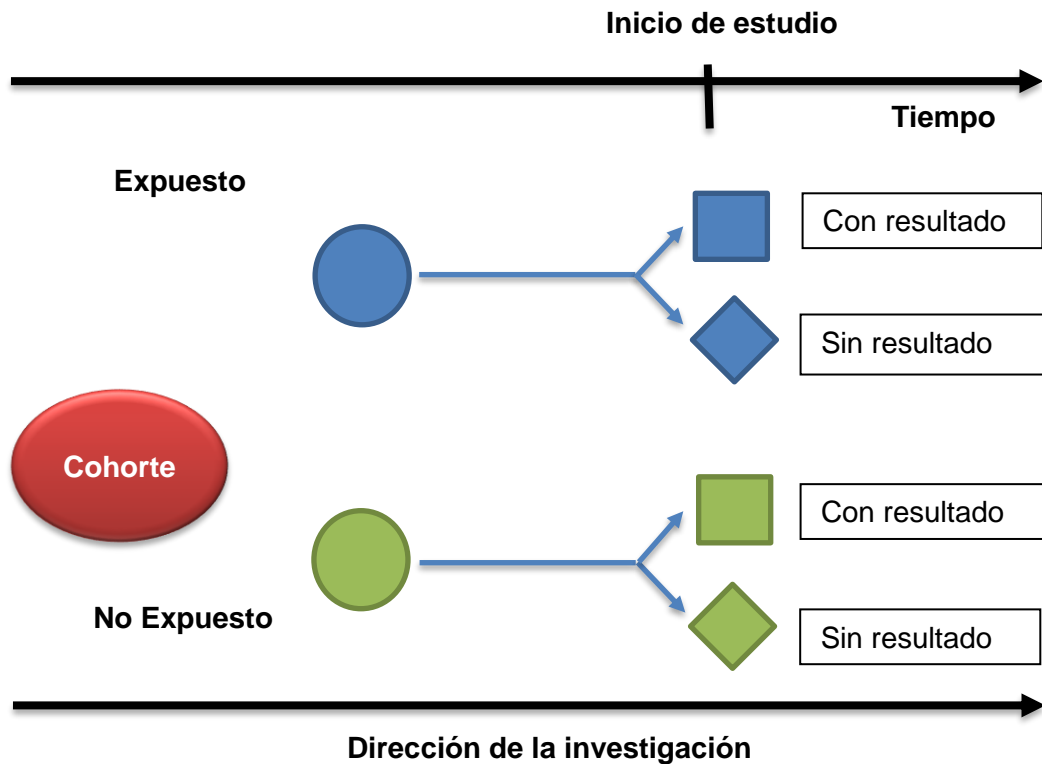 Inicio de estudio
Tiempo
Expuesto
Con resultado
Sin resultado
Cohorte
Con resultado
No Expuesto
Sin resultado
Dirección de la investigación